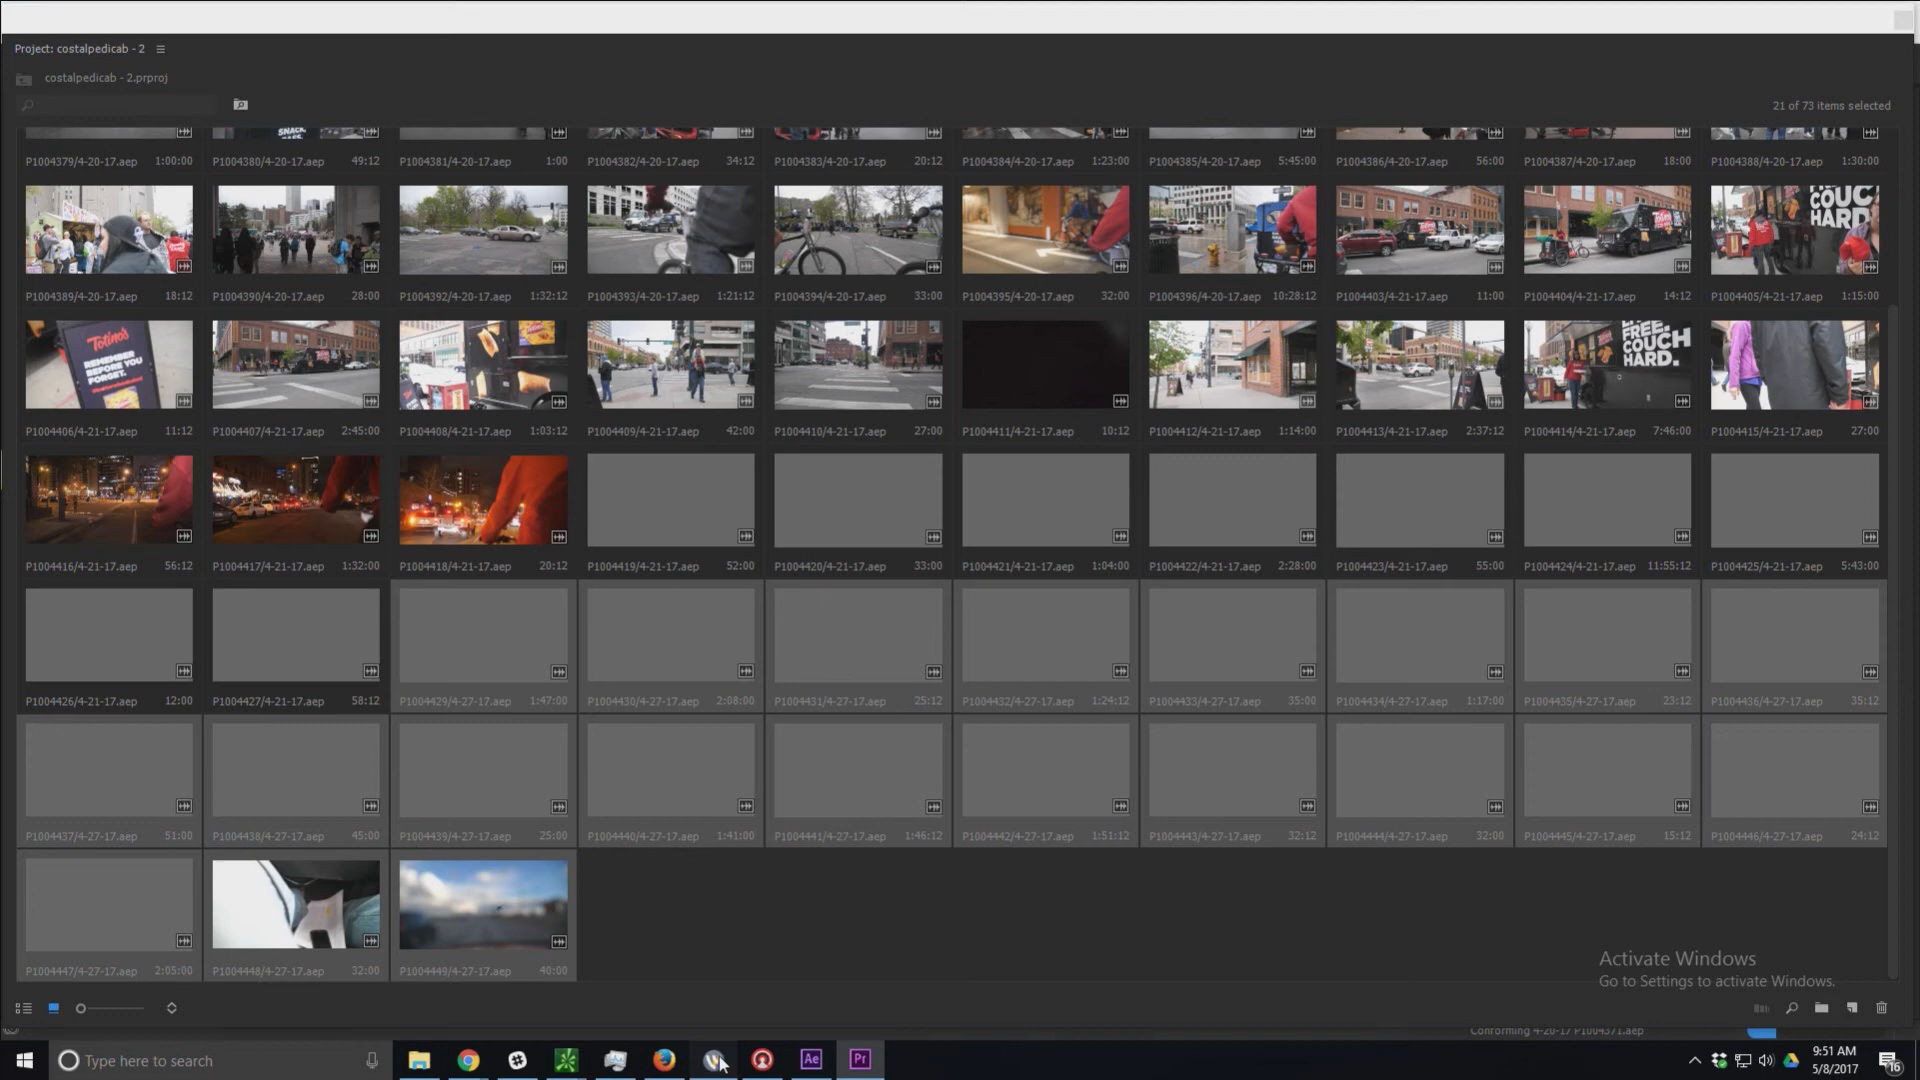 Project: costalpedicab - 2
costalpedicab - 2.prproj
21 of 73 items selected
SNACK
P1004379/4-20-17.aep 1:00:00 P1004380/4-20-17.aep 49:12 P1004381/4-20-17.aep 1:00 P1004382/4-20-17.aep 34:12 P1004383/4-20-17.aep 20:12 P1004384/4-20-17.aep 1:23:00 P1004385/4-20-17.aep 5:45:00 P1004386/4-20-17.aep 56:00 P1004387/4-20-17.aep 18:00 P1004388/4-20-17.aep 1:30:00
COUC
HARD.
P1004389/4-20-17.aep 18:12 P1004390/4-20-17.aep 28:00 P1004392/4-20-17.aep 1:32:12 P1004393/4-20-17.aep 1:21:12 P1004394/4-20-17.aep 33:00 P1004395/4-20-17.aep 32:00 P1004396/4-20-17.aep 10:28:12 P1004403/4-21-17.aep 11:00 P1004404/4-21-17.aep 14:12 P1004405/4-21-17.aep 1:15:00
Totino's
REMEMBER
BEFORE YOU
FORGET.
FREE.
COUCH
HARD.
P1004406/4-21-17.aep 11:12 P1004407/4-21-17.aep 2:45:00 P1004408/4-21-17.aep 1:03:12 P1004409/4-21-17.aep 42:00 P1004410/4-21-17.aep 27:00 P1004411/4-21-17.aep 10:12 P1004412/4-21-17.aep 1:14:00 P1004413/4-21-17.aep 2:37:12 P1004414/4-21-17.aep 7:46:00 P1004415/4-21-17.aep 27:00
P1004416/4-21-17.aep 56:12 P1004417/4-21-17.aep 1:32:00 P1004418/4-21-17.aep 20:12 P1004419/4-21-17.aep 52:00 P1004420/4-21-17.aep 33:00 P1004421/4-21-17.aep 1:04:00 P1004422/4-21-17.aep 2:28:00 P1004423/4-21-17.aep 55:00 P1004424/4-21-17.aep 11:55:12 P1004425/4-21-17.aep 5:43:00
P1004426/4-21-17.aep 12:00 P1004427/4-21-17.aep 58:12 P1004429/4-27-17.aep 1:47:00 P1004430/4-27-17.aep 2:08:00 P1004431/4-27-17.aep 25:12 P1004432/4-27-17.aep 1:24:12 P1004433/4-27-17.aep 35:00 P1004434/4-27-17.aep 1:17:00 P1004435/4-27-17.aep 23:12 P1004436/4-27-17.aep 35:12
P1004437/4-27-17.aep 51:00 P1004438/4-27-17.aep 45:00 P1004439/4-27-17.aep 25:00 P1004440/4-27-17.aep 1:41:00 P1004441/4-27-17.aep 1:46:12 P1004442/4-27-17.aep 1:51:12 P1004443/4-27-17.aep 32:12 P1004444/4-27-17.aep 32:00 P1004445/4-27-17.aep 15:12 P1004446/4-27-17.aep 24:12
P1004447/4-27-17.aep 2:05:00 P1004448/4-27-17.aep 32:00 P1004449/4-27-17.aep 40:00
Activate Windows
Go to Settings to activate Windows.
Conforming 4-20-17 P1004371.aep
Type here to search
Ae
Pr
9:51 AM
5/8/2017
16